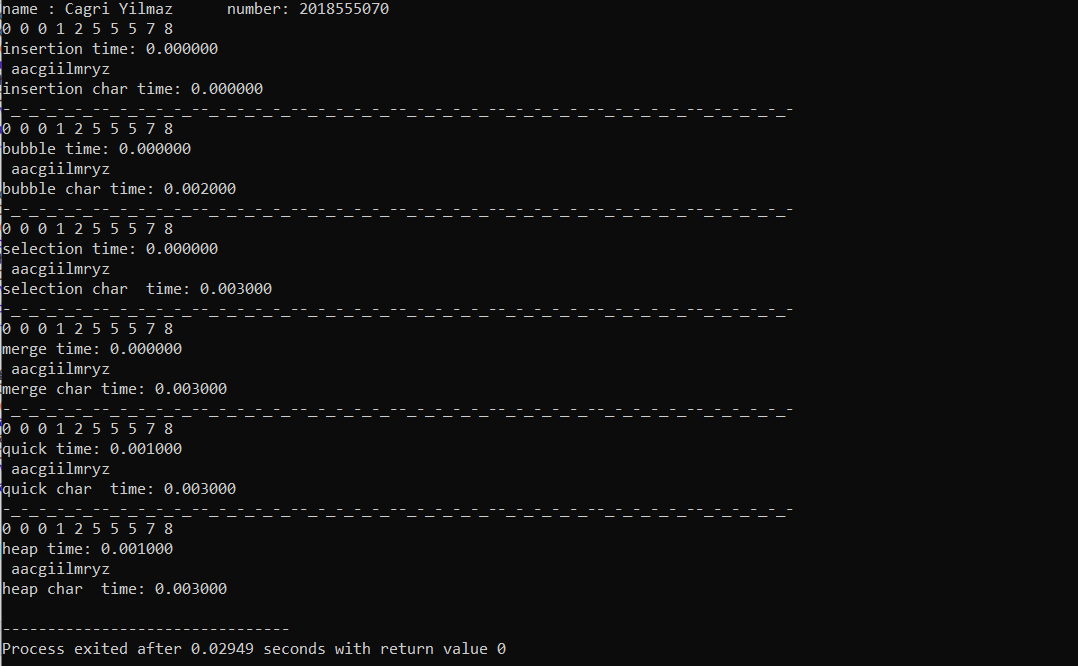 name : Cagri Yilmaz      number: 2018555070
0 0 0 1 2 5 5 5 7 8
insertion time: 0.000000
 aacgiilmryz
insertion char time: 0.000000
-_-_-_-_-_--_-_-_-_-_--_-_-_-_-_--_-_-_-_-_--_-_-_-_-_--_-_-_-_-_--_-_-_-_-_--_-_-_-_-_-
0 0 0 1 2 5 5 5 7 8
bubble time: 0.000000
 aacgiilmryz
bubble char time: 0.002000
-_-_-_-_-_--_-_-_-_-_--_-_-_-_-_--_-_-_-_-_--_-_-_-_-_--_-_-_-_-_--_-_-_-_-_--_-_-_-_-_-
0 0 0 1 2 5 5 5 7 8
selection time: 0.000000
 aacgiilmryz
selection char  time: 0.003000
-_-_-_-_-_--_-_-_-_-_--_-_-_-_-_--_-_-_-_-_--_-_-_-_-_--_-_-_-_-_--_-_-_-_-_--_-_-_-_-_-
0 0 0 1 2 5 5 5 7 8
merge time: 0.000000
 aacgiilmryz
merge char time: 0.003000
-_-_-_-_-_--_-_-_-_-_--_-_-_-_-_--_-_-_-_-_--_-_-_-_-_--_-_-_-_-_--_-_-_-_-_--_-_-_-_-_-
0 0 0 1 2 5 5 5 7 8
quick time: 0.001000
 aacgiilmryz
quick char  time: 0.003000
-_-_-_-_-_--_-_-_-_-_--_-_-_-_-_--_-_-_-_-_--_-_-_-_-_--_-_-_-_-_--_-_-_-_-_--_-_-_-_-_-
0 0 0 1 2 5 5 5 7 8
heap time: 0.001000
 aacgiilmryz
heap char  time: 0.003000
--------------------------------
Process exited after 0.02949 seconds with return value 0